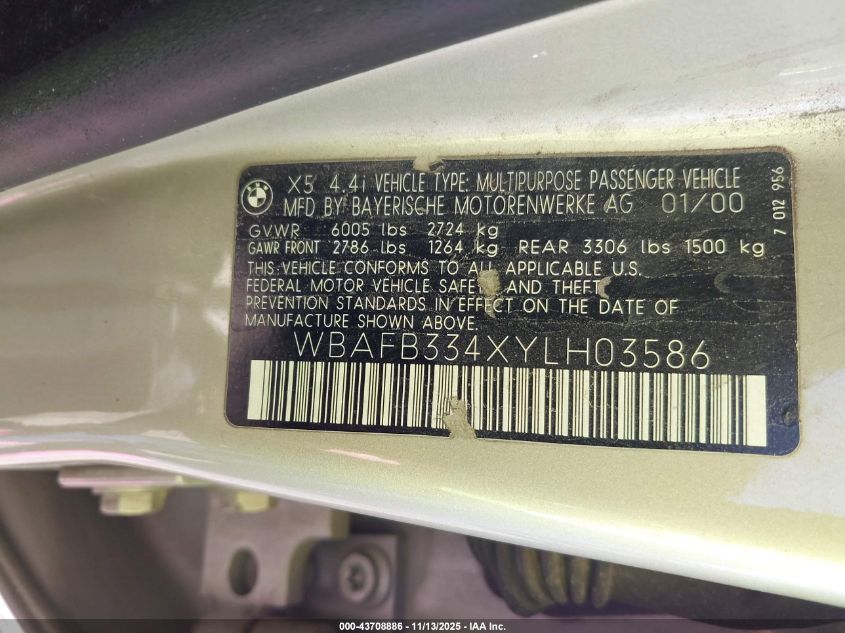 X5 4.4i VEHICLE TYPE: MULTIPURPOSE PASSENGER VEHICLE
MFD BY BAYERISCHE MOTORENWERKE AG 01/00
GVWR 6005 lbs 2724 kg
GAWR FRONT 2786 lbs 1264 kg REAR 3306 lbs 1500 kg
THIS VEHICLE CONFORMS TO ALL APPLICABLE U.S.
FEDERAL MOTOR VEHICLE SAFETY AND THEFT
PREVENTION STANDARDS IN EFFECT ON THE DATE OF
MANUFACTURE SHOWN ABOVE.
WBAFB334XYLH03586
7 012 956
BMW
000-43708886 - 11/13/2025 - IAA Inc.